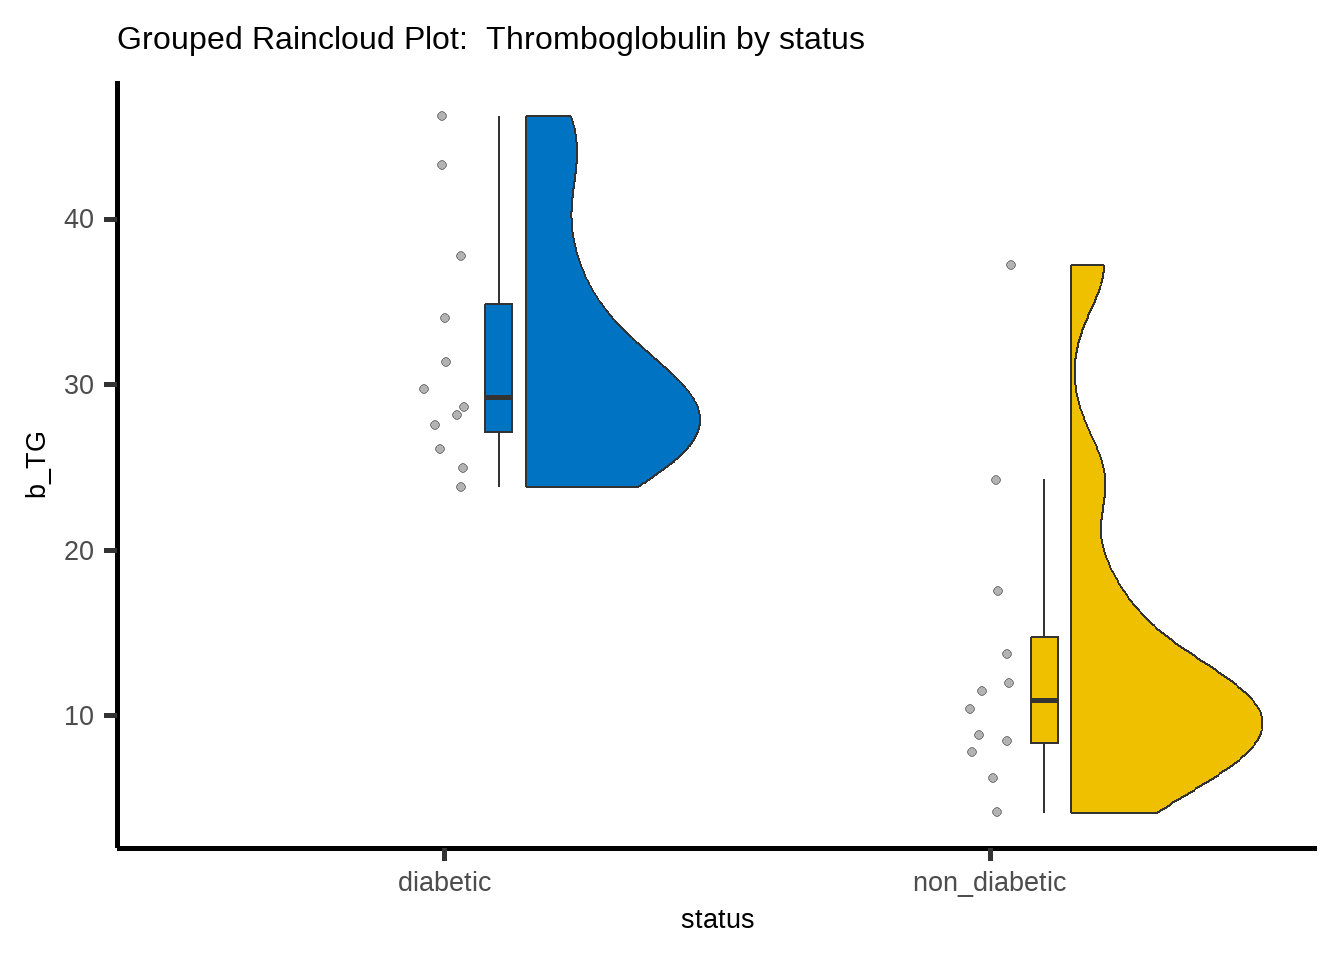 Grouped Raincloud Plot:  Thromboglobulin by status
40
30
20
10
b_TG
diabetic
non_diabetic
status